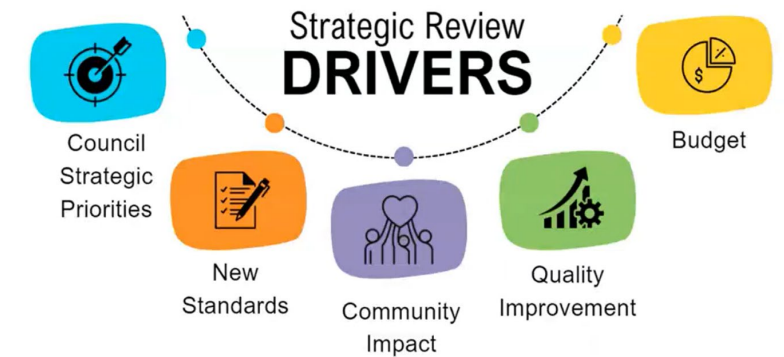 Strategic Review
DRIVERS
Council
Strategic
Priorities
New
Standards
Community
Impact
Quality
Improvement
Budget
$
%